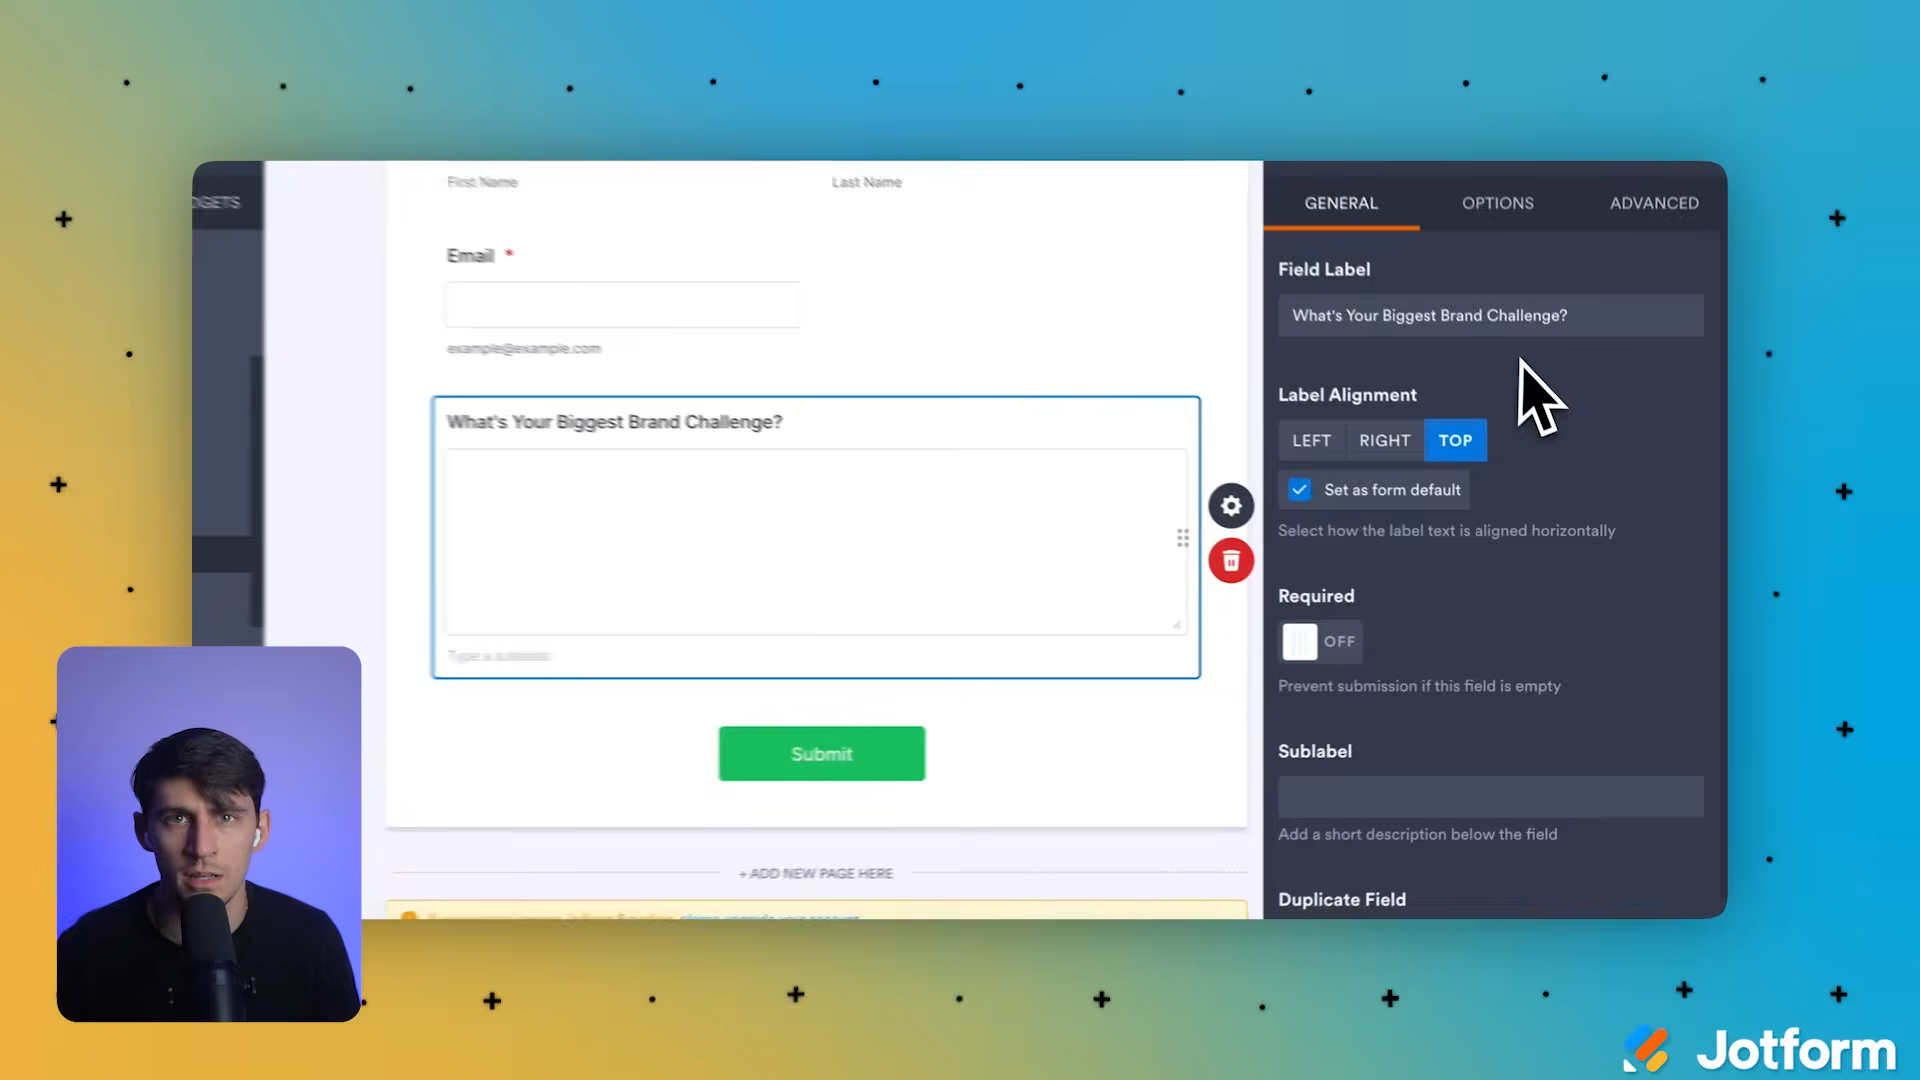 DGETS
First Name
Last Name
Email *
example@example.com
What's Your Biggest Brand Challenge?
Type a sublabel
Submit
+ ADD NEW PAGE HERE
GENERAL
OPTIONS
ADVANCED
Field Label
What's Your Biggest Brand Challenge?
Label Alignment
LEFT
RIGHT
TOP
Set as form default
Select how the label text is aligned horizontally
Required
OFF
Prevent submission if this field is empty
Sublabel
Add a short description below the field
Duplicate Field
Jotform